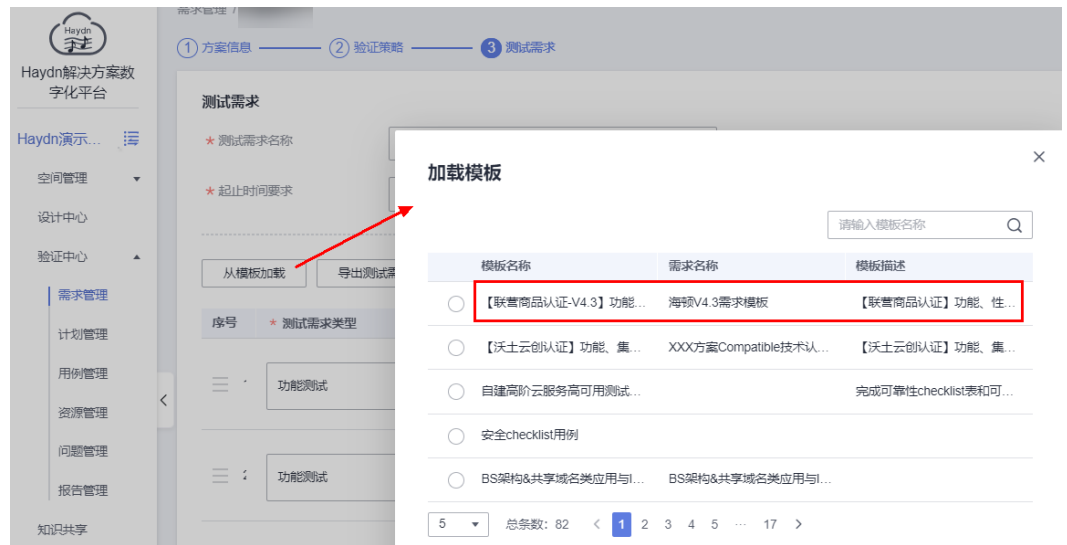 Haydn
Haydn解决方案数
字化平台
Haydn演示...
空间管理
设计中心
验证中心
需求管理
计划管理
用例管理
资源管理
问题管理
报告管理
知识共享
需求管理 /
1 方案信息 2 验证策略 3 测试需求
测试需求
* 测试需求名称
* 起止时间要求
从模板加载 导出测试需
序号 * 测试需求类型
功能测试
功能测试
加载模板
请输入模板名称
模板名称 需求名称 模板描述
【联营商品认证-V4.3】功能... 海顿V4.3需求模板 【联营商品认证】功能、性...
【沃土云创认证】功能、集... XXX方案Compatible技术认... 【沃土云创认证】功能、集...
自建高阶云服务高可用测试... 完成可靠性checklist表和可...
安全checklist用例
BS架构&共享域名类应用与I... BS架构&共享域名类应用与I...
5 总条数: 82 < 1 2 3 4 5 ... 17 >